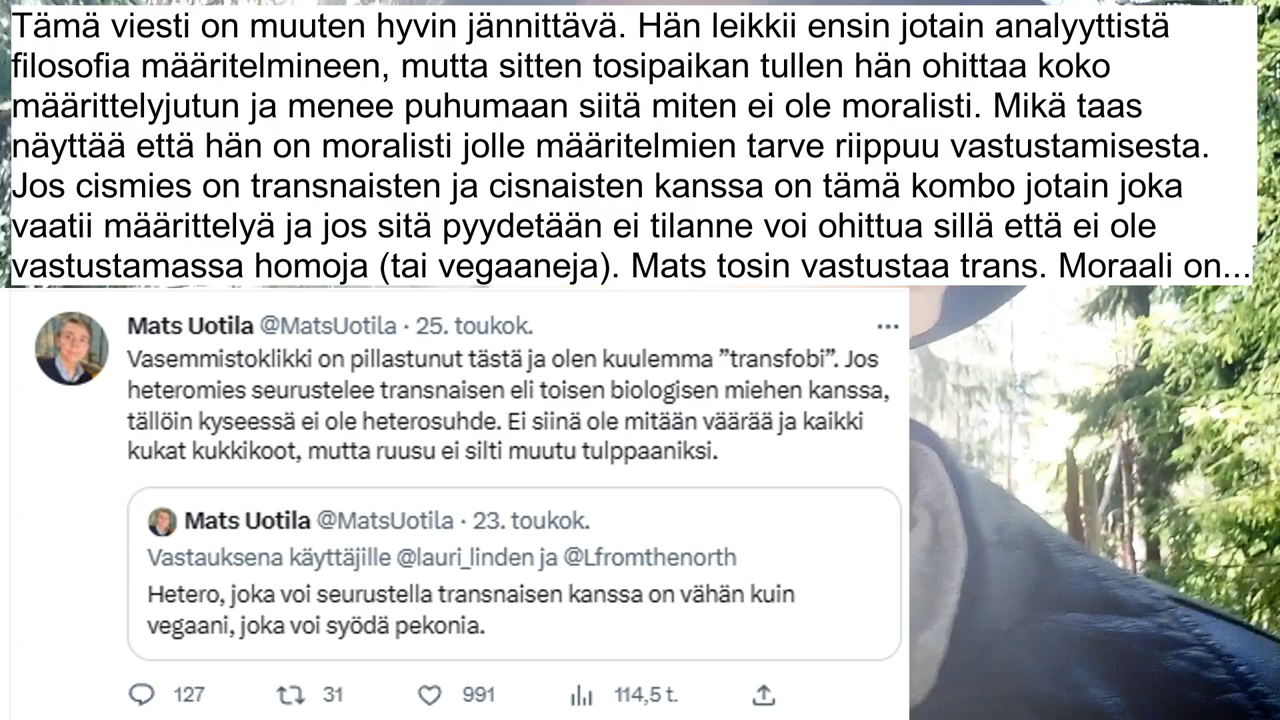 Tämä viesti on muuten hyvin jännittävä. Hän leikkii ensin jotain analyyttistä
filosofia määritelmineen, mutta sitten tosipaikan tullen hän ohittaa koko
määrittelyjutun ja menee puhumaan siitä miten ei ole moralisti. Mikä taas
näyttää että hän on moralisti jolle määritelmien tarve riippuu vastustamisesta.
Jos cismies on transnaisten ja cisnaisten kanssa on tämä kombo jotain joka
vaatii määrittelyä ja jos sitä pyydetään ei tilanne voi ohittua sillä että ei ole
vastustamassa homoja (tai vegaaneja). Mats tosin vastustaa trans. Moraali on...
Mats Uotila @MatsUotila · 25. toukok.
Vasemmistoklikki on pillastunut tästä ja olen kuulemma ”transfobi”. Jos
heteromies seurustelee transnaisen eli toisen biologisen miehen kanssa,
tällöin kyseessä ei ole heterosuhde. Ei siinä ole mitään väärää ja kaikki
kukat kukkikoot, mutta ruusu ei silti muutu tulppaaniksi.
Mats Uotila @MatsUotila · 23. toukok.
Vastauksena käyttäjille @lauri_linden ja @Lfromthenorth
Hetero, joka voi seurustella transnaisen kanssa on vähän kuin
vegaani, joka voi syödä pekonia.
127 31 991 114,5 t.